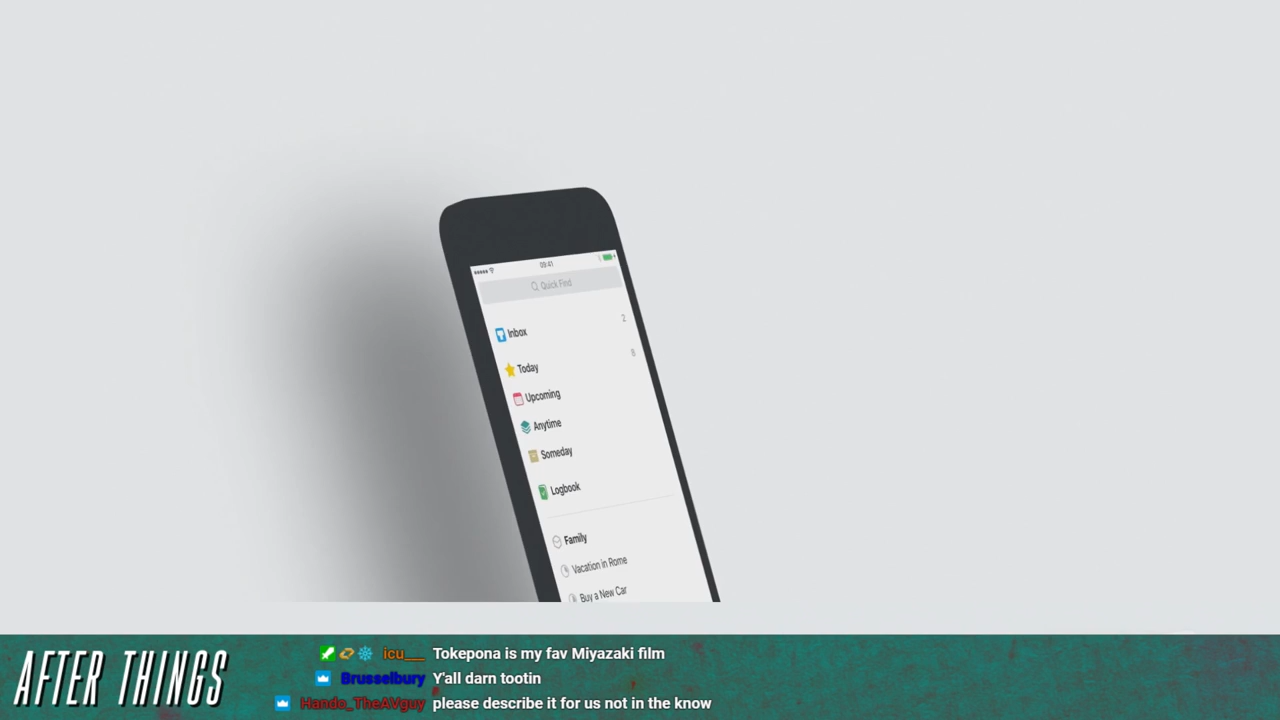 09:41
Quick Find
Inbox 2
Today 8
Upcoming
Anytime
Someday
Logbook
Family
Vacation in Rome
Buy a New Car
AFTER THINGS
icu___ Tokepona is my fav Miyazaki film
Brusselbury Y'all darn tootin
Hando_TheAVguy please describe it for us not in the know